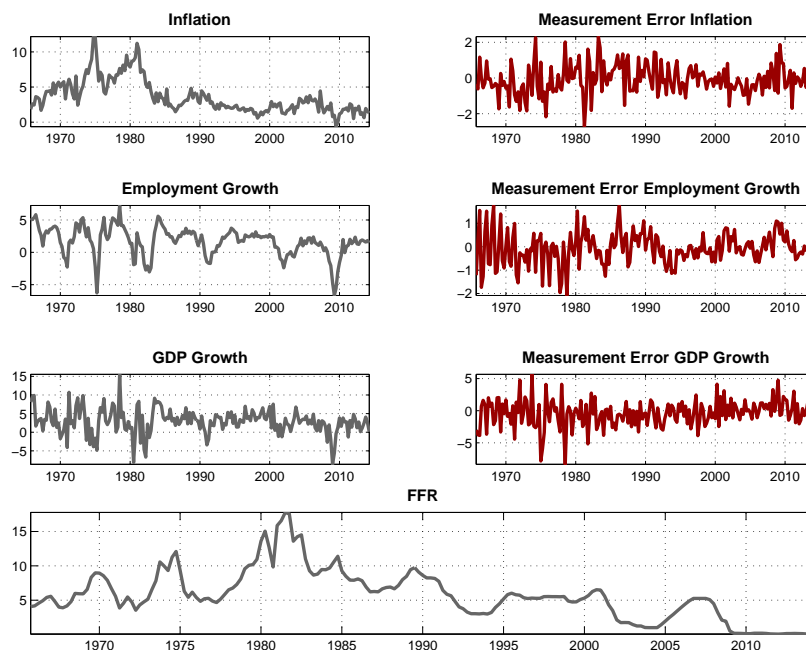 Inflation
10
5
0
1970 1980 1990 2000 2010
Measurement Error Inflation
2
0
−2
1970 1980 1990 2000 2010
Employment Growth
5
0
−5
1970 1980 1990 2000 2010
Measurement Error Employment Growth
1
0
−1
−2
1970 1980 1990 2000 2010
GDP Growth
15
10
5
0
−5
1970 1980 1990 2000 2010
Measurement Error GDP Growth
5
0
−5
1970 1980 1990 2000 2010
FFR
15
10
5
1970 1975 1980 1985 1990 1995 2000 2005 2010